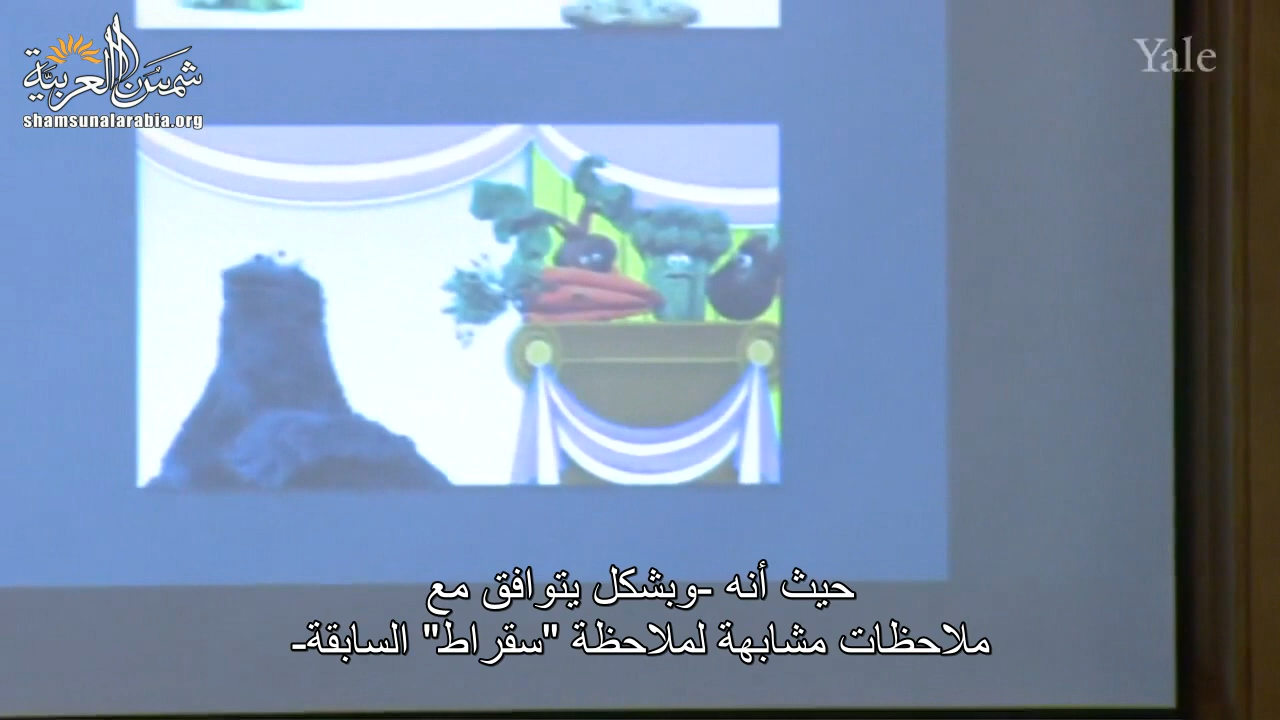 شمس العربية
shamsunalarabia.org
Yale
حيث أنه -وبشكل يتوافق مع
ملاحظات مشابهة لملاحظة "سقراط" السابقة-